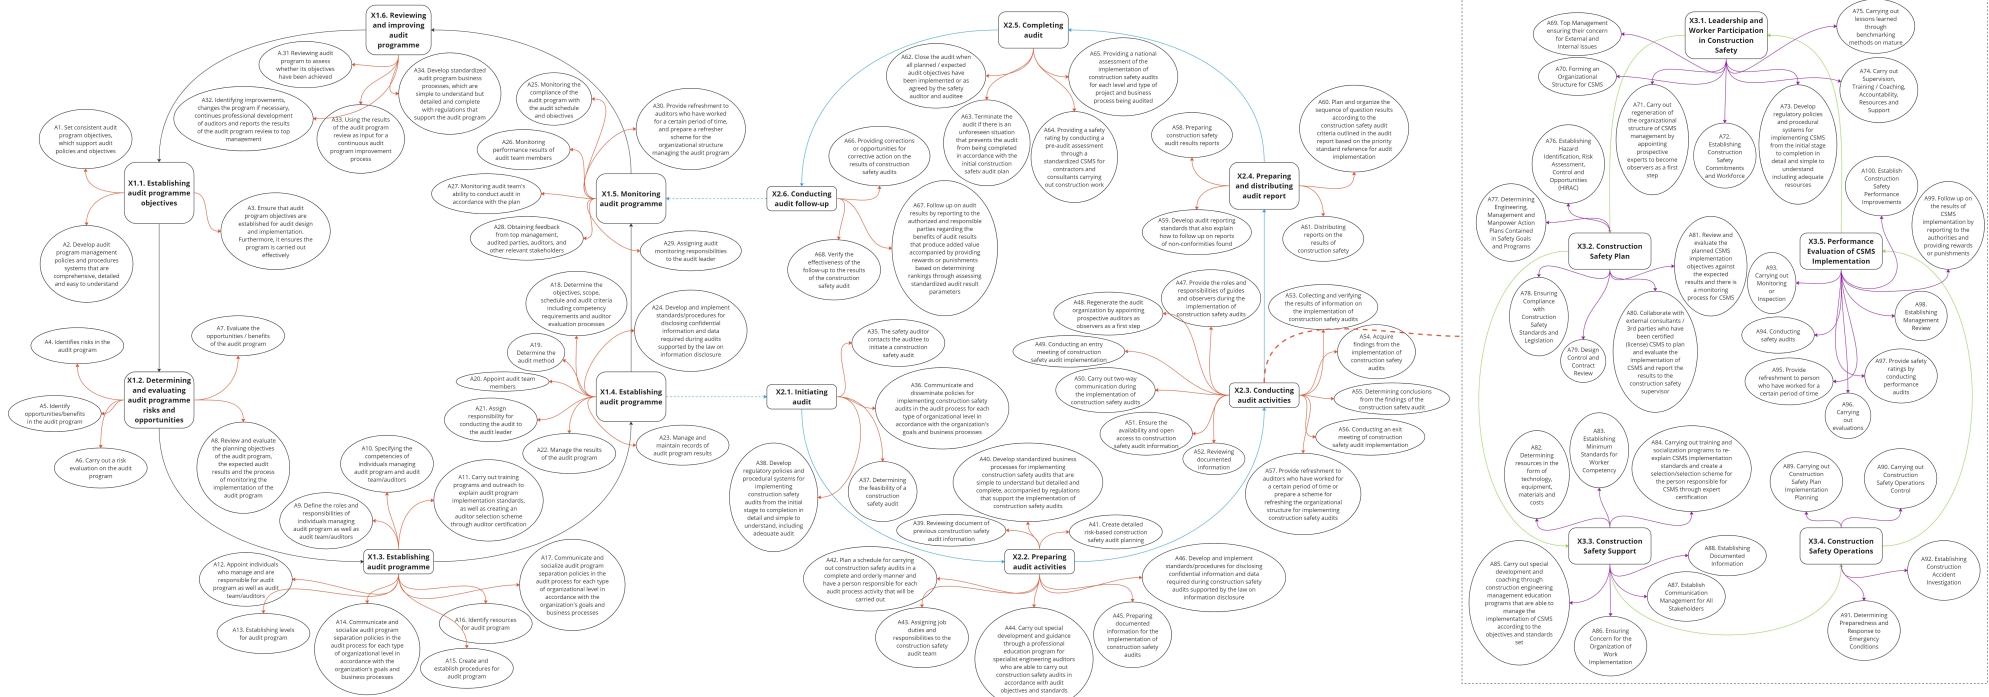 X1.6. Reviewing
and improving
audit
programme
A.31 Reviewing audit
program to assess
whether its objectives
have been achieved
A34. Develop standardized
audit program business
processes, which are
simple to understand but
detailed and complete
with regulations that
support the audit program
A32. Identifying improvements,
changes the program if necessary,
continues professional development
of auditors and reports the results
of the audit program review to top
management
A33. Using the results
of the audit program
review as input for a
continuous audit
program improvement
process
A1. Set consistent audit
program objectives,
which support audit
policies and objectives
X1.1. Establishing
audit programme
objectives
A2. Develop audit
program management
policies and procedures
systems that are
comprehensive, detailed
and easy to understand
A3. Ensure that audit
program objectives are
established for audit design
and implementation.
Furthermore, it ensures the
program is carried out
effectively
A4. Identifies risks in the
audit program
A7. Evaluate the
opportunities / benefits
of the audit program
X1.2. Determining
and evaluating
audit programme
risks and
opportunities
A5. Identify
opportunities/benefits
in the audit program
A6. Carry out a risk
evaluation on the audit
program
A8. Review and evaluate
the planning objectives
of the audit program,
the expected audit
results and the process
of monitoring the
implementation of the
audit program
A10. Specifying the
competencies of
individuals managing
audit program and audit
team/auditors
A9. Define the roles and
responsibilities of
individuals managing
audit program as well as
audit team/auditors
A11. Carry out training
programs and outreach to
explain audit program
implementation standards,
as well as creating an
auditor selection scheme
through auditor certification
X1.3. Establishing
audit programme
A12. Appoint individuals
who manage and are
responsible for audit
program as well as audit
team/auditors
A13. Establishing levels
for audit program
A14. Communicate and
socialize audit program
separation policies in the
audit process for each type
of organizational level in
accordance with the
organization's goals and
business processes
A15. Create and
establish procedures for
audit program
A16. Identify resources
for audit program
A17. Communicate and
socialize audit program
separation policies in the
audit process for each type
of organizational level in
accordance with the
organization's goals and
business processes
A25. Monitoring the
compliance of the
audit program with
the audit schedule
and objectives
A30. Provide refreshment to
auditors who have worked
for a certain period of time,
and prepare a refresher
scheme for the
organizational structure
managing the audit program
A26. Monitoring
performance results of
audit team members
A27. Monitoring audit team's
ability to conduct audit in
accordance with the plan
X1.5. Monitoring
audit programme
A28. Obtaining feedback
from top management,
audited parties, auditors, and
other relevant stakeholders
A29. Assigning audit
monitoring responsibilities
to the audit leader
A18. Determine the
objectives, scope,
schedule and audit criteria
including competency
requirements and auditor
evaluation processes
A24. Develop and implement
standards/procedures for
disclosing confidential
information and data
required during audits
supported by the law on
information disclosure
A19.
Determine the
audit method
A20. Appoint audit team
members
X1.4. Establishing
audit programme
A21. Assign
responsibility for
conducting the audit to
the audit leader
A22. Manage the results
of the audit program
A23. Manage and
maintain records of
audit program results
X2.5. Completing
audit
A62. Close the audit when
all planned / expected
audit objectives have
been implemented or as
agreed by the safety
auditor and auditee
A65. Providing a national
assessment of the
implementation of
construction safety audits
for each level and type of
project and business
process being audited
A63. Terminate the
audit if there is an
unforeseen situation
that prevents the audit
from being completed
in accordance with the
initial construction
safety audit plan
A64. Providing a safety
rating by conducting a
pre-audit assessment
through a
standardized CSMS for
contractors and
consultants carrying
out construction work
A66. Providing corrections
or opportunities for
corrective action on the
results of construction
safety audits
X2.6. Conducting
audit follow-up
A67. Follow up on audit
results by reporting to the
authorized and responsible
parties regarding the
benefits of audit results
that produce added value
accompanied by providing
rewards or punishments
based on determining
rankings through assessing
standardized audit result
parameters
A68. Verify the
effectiveness of the
follow-up to the results
of the construction
safety audit
A58. Preparing
construction safety
audit results reports
A60. Plan and organize the
sequence of question results
according to the
construction safety audit
criteria outlined in the audit
report based on the priority
standard reference for audit
implementation
X2.4. Preparing
and distributing
audit report
A59. Develop audit reporting
standards that also explain
how to follow up on reports
of non-conformities found
A61. Distributing
reports on the
results of
construction safety
A35. The safety auditor
contacts the auditee to
initiate a construction
safety audit
X2.1. Initiating
audit
A36. Communicate and
disseminate policies for
implementing construction
safety audits in the audit
process for each type of
organizational level in
accordance with the organization's
goals and business processes
A38. Develop
regulatory policies and
procedural systems for
implementing
construction safety
audits from the initial
stage to completion in
detail and simple to
understand, including
adequate audit
A37. Determining
the feasibility of a
construction
safety audit
A48. Regenerate the audit
organization by appointing
prospective auditors as
observers as a first step
A47. Provide the roles and
responsibilities of guides
and observers during the
implementation of
construction safety audits
A53. Collecting and verifying
the results of information on
the implementation of
construction safety audits
A49. Conducting an entry
meeting of construction
safety audit implementation
A54. Acquire
findings from the
implementation of
construction safety
audits
A50. Carry out two-way
communication during
the implementation of
construction safety audits
X2.3. Conducting
audit activities
A55. Determining conclusions
from the findings of the
construction safety audit
A51. Ensure the
availability and open
access to construction
safety audit information
A52. Reviewing
documented
information
A56. Conducting an exit
meeting of construction
safety audit implementation
A57. Provide refreshment to
auditors who have worked
for a certain period of time
or prepare a scheme for
refreshing the organizational
structure for implementing
construction safety audits
A40. Develop standardized business
processes for implementing
construction safety audits that are
simple to understand but detailed and
complete, accompanied by regulations
that support the implementation of
construction safety audits
A39. Reviewing document of
previous construction safety
audit information
A41. Create detailed
risk-based construction
safety audit planning
X2.2. Preparing
audit activities
A42. Plan a schedule for carrying
out construction safety audits in a
complete and orderly manner and
have a person responsible for each
audit process activity that will be
carried out
A46. Develop and implement
standards/procedures for disclosing
confidential information and data
required during construction safety
audits supported by the law on
information disclosure
A43. Assigning job
duties and
responsibilities to the
construction safety
audit team
A44. Carry out special
development and guidance
through a professional
education program for
specialist engineering auditors
who are able to carry out
construction safety audits in
accordance with audit
objectives and standards
A45. Preparing
documented
information for the
implementation of
construction safety
audits
X3.1. Leadership and
Worker Participation
in Construction
Safety
A69. Top Management
ensuring their concern
for External and
Internal Issues
A75. Carrying out
lessons learned
through
benchmarking
methods on mature
A70. Forming an
Organizational
Structure for CSMS
A74. Carry out
Supervision,
Training / Coaching,
Accountability,
Resources and
Support
A71. Carry out
regeneration of
the organizational
structure of CSMS
management by
appointing
prospective
experts to become
observers as a first
step
A72.
Establishing
Construction
Safety
Commitments
and Workforce
A73. Develop
regulatory policies
and procedural
systems for
implementing CSMS
from the initial stage
to completion in
detail and simple to
understand
including adequate
resources
A76. Establishing
Hazard
Identification, Risk
Assessment,
Control and
Opportunities
(HIRAC)
A77. Determining
Engineering,
Management and
Manpower Action
Plans Contained
in Safety Goals
and Programs
X3.2. Construction
Safety Plan
A81. Review and
evaluate the
planned CSMS
implementation
objectives against
the expected
results and there is
a monitoring
process for CSMS
A78. Ensuring
Compliance
with
Construction
Safety
Standards and
Legislation
A79. Design
Control and
Contract
Review
A80. Collaborate with
external consultants /
3rd parties who have
been certified
(license) CSMS to plan
and evaluate the
implementation of
CSMS and report the
results to the
construction safety
supervisor
A100. Establish
Construction
Safety
Performance
Improvements
A99. Follow up on
the results of
CSMS
implementation by
reporting to the
authorities and
providing rewards
or punishments
X3.5. Performance
Evaluation of CSMS
Implementation
A93.
Carrying out
Monitoring
or
Inspection
A98.
Establishing
Management
Review
A94. Conducting
safety audits
A95. Provide
refreshment to person
who have worked for a
certain period of time
A96.
Carrying
out
evaluations
A97. Provide safety
ratings by
conducting
performance
audits
A82.
Determining
resources in the
form of
technology,
equipment,
materials and
costs
A83.
Establishing
Minimum
Standards for
Worker
Competency
A84. Carrying out training and
socialization programs to re-
explain CSMS implementation
standards and create a
selection/selection scheme for
the person responsible for
CSMS through expert
certification
X3.3. Construction
Safety Support
A85. Carry out special
development and
coaching through
construction engineering
management education
programs that are able to
manage the
implementation of CSMS
according to the
objectives and standards
set
A88. Establishing
Documented
Information
A87. Establish
Communication
Management for All
Stakeholders
A86. Ensuring
Concern for the
Organization of
Work
Implementation
A89. Carrying out
Construction
Safety Plan
Implementation
Planning
A90. Carrying out
Construction
Safety Operations
Control
X3.4. Construction
Safety Operations
A92. Establishing
Construction
Accident
Investigation
A91. Determining
Preparedness and
Response to
Emergency
Conditions